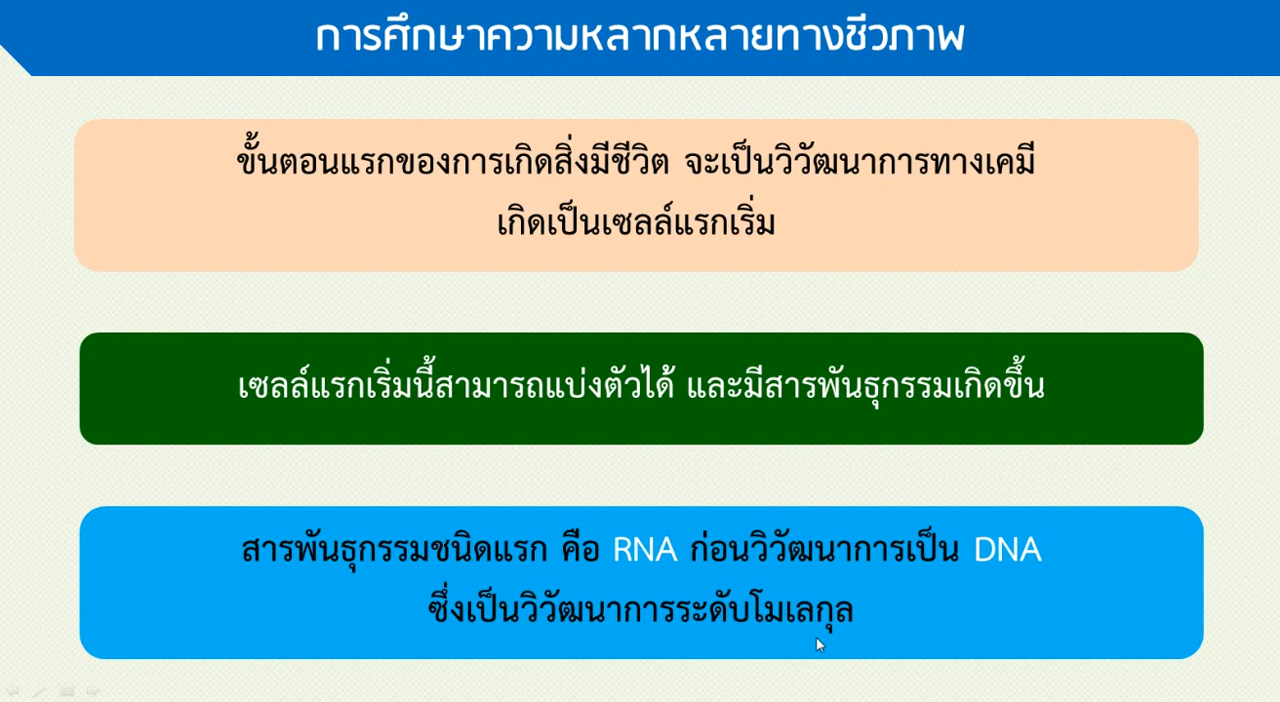 การศึกษาความหลากหลายทางชีวภาพ
ขั้นตอนแรกของการเกิดสิ่งมีชีวิต จะเป็นวิวัฒนาการทางเคมี
เกิดเป็นเซลล์แรกเริ่ม
เซลล์แรกเริ่มนี้สามารถแบ่งตัวได้ และมีสารพันธุกรรมเกิดขึ้น
สารพันธุกรรมชนิดแรก คือ RNA ก่อนวิวัฒนาการเป็น DNA
ซึ่งเป็นวิวัฒนาการระดับโมเลกุล